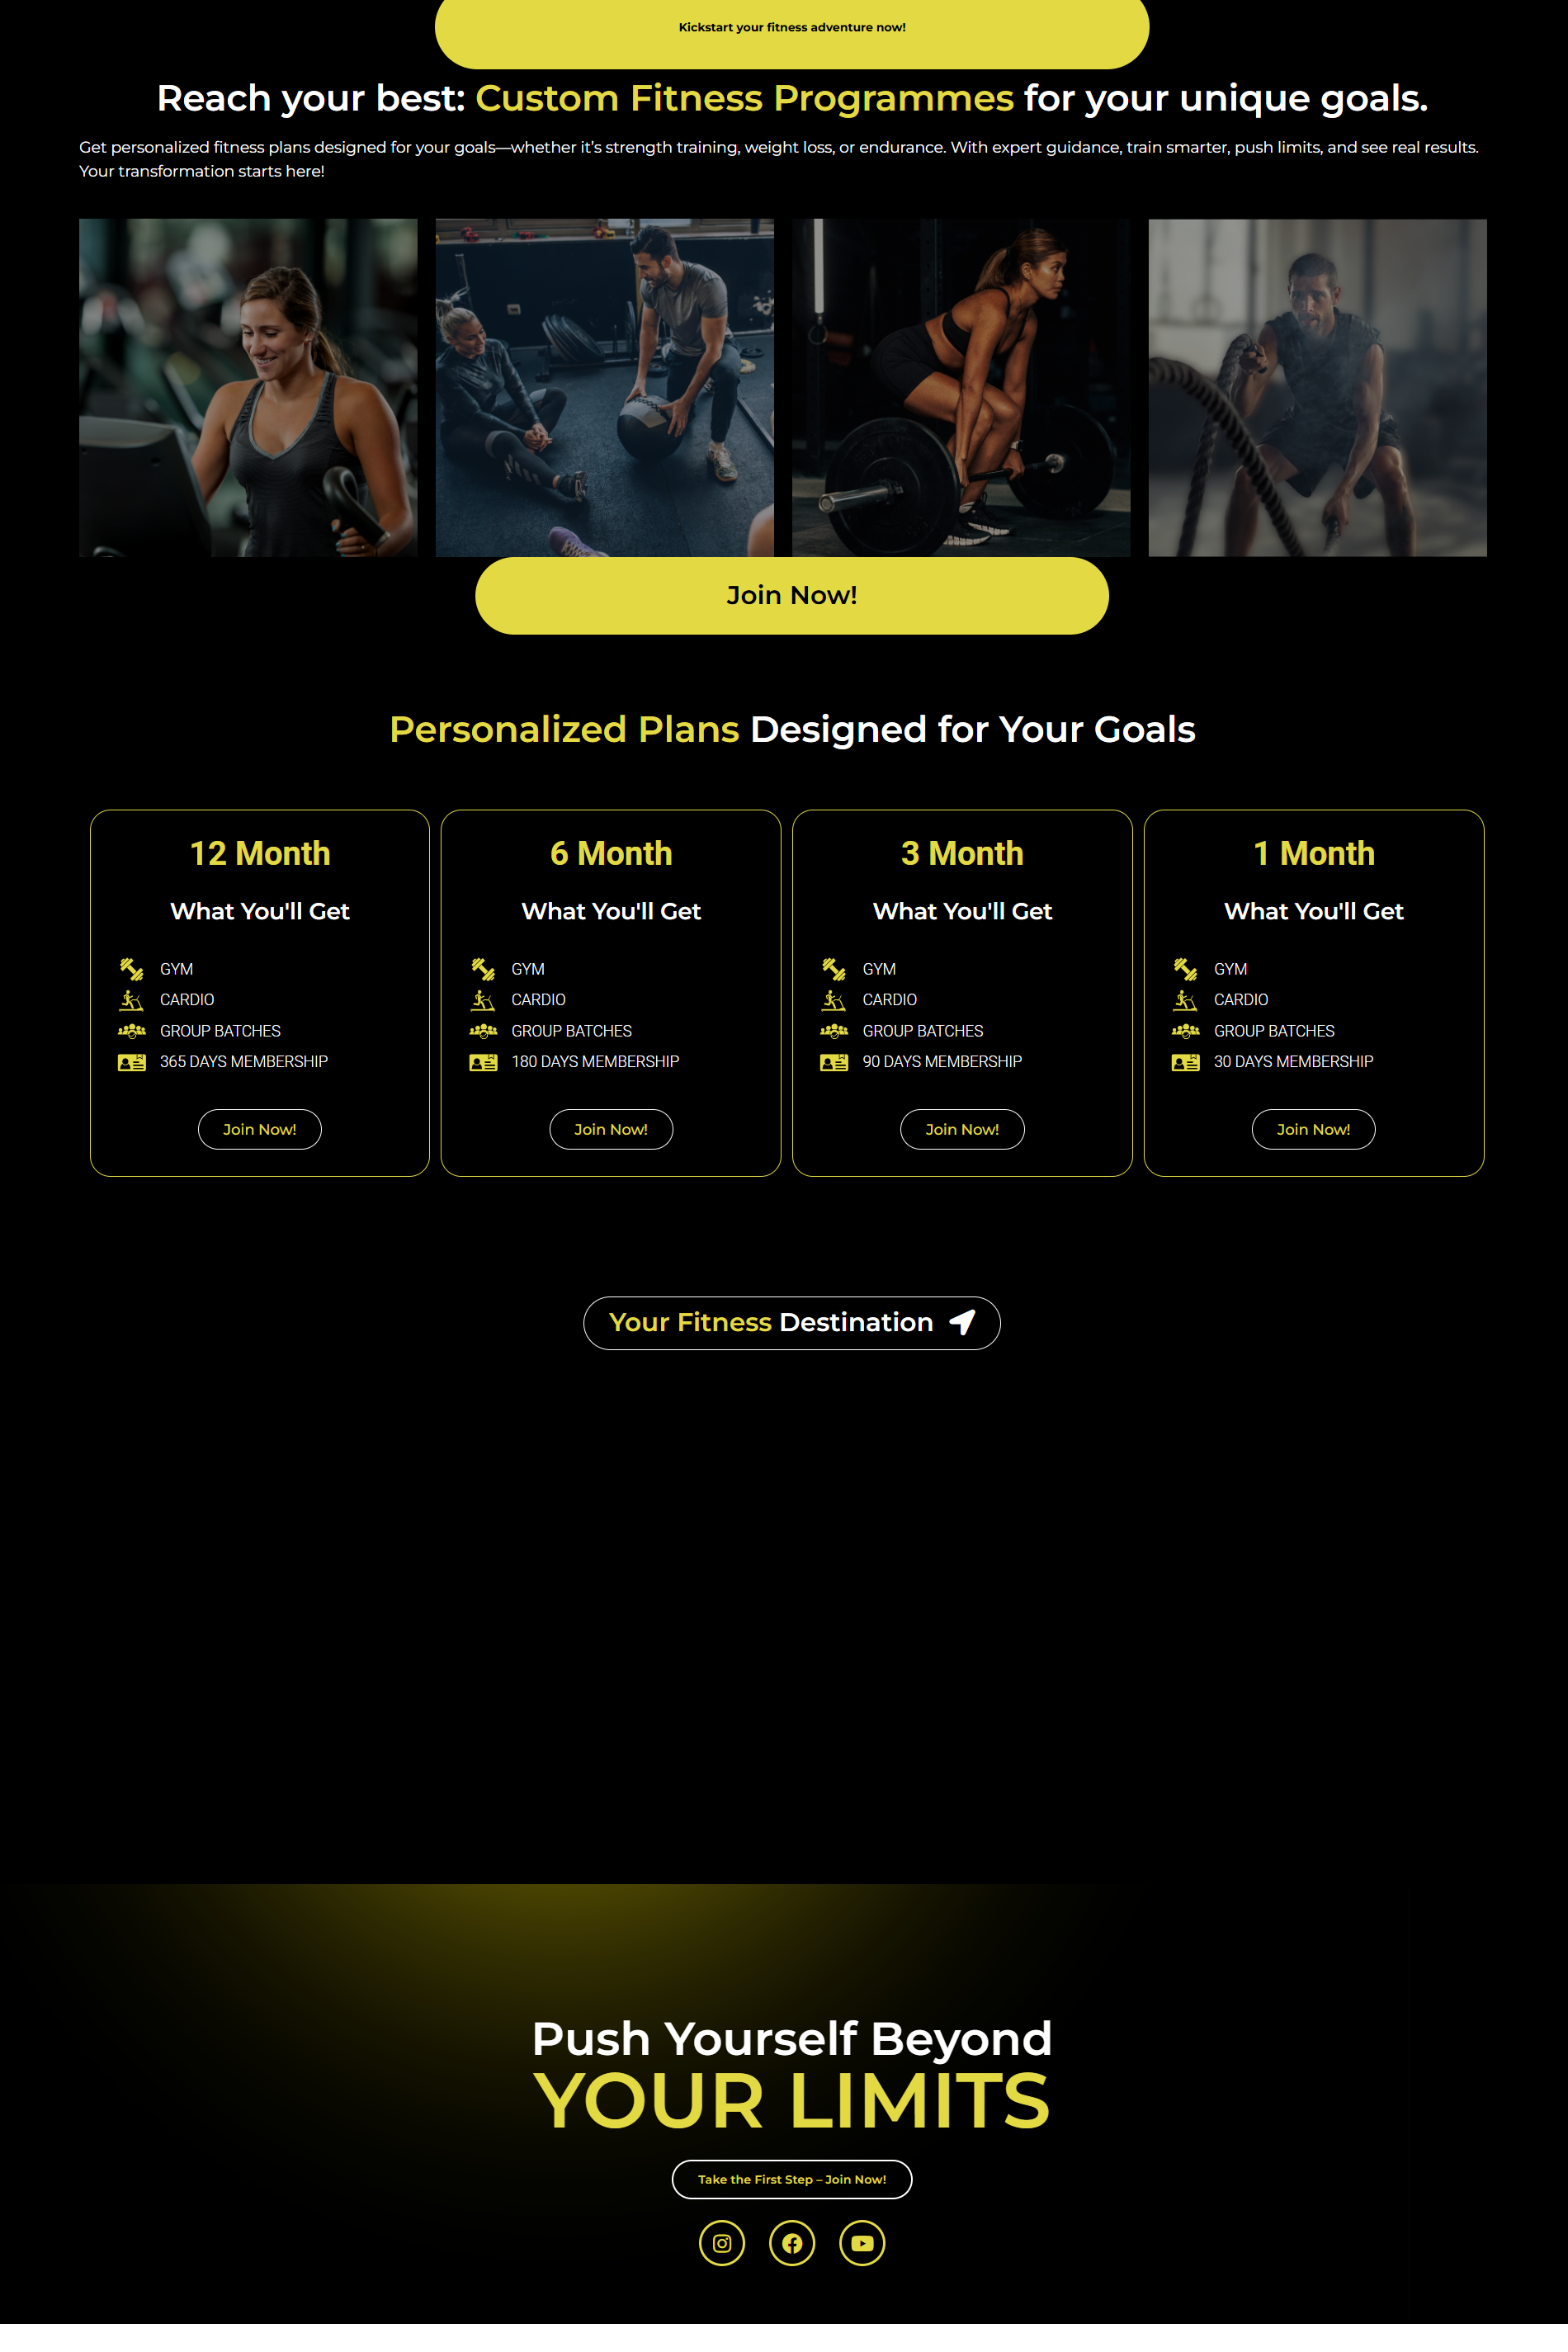 Kickstart your fitness adventure now!
Reach your best: Custom Fitness Programmes for your unique goals.
Get personalized fitness plans designed for your goals—whether it's strength training, weight loss, or endurance. With expert guidance, train smarter, push limits, and see real results.
Your transformation starts here!
Join Now!
Personalized Plans Designed for Your Goals
12 Month
What You'll Get
GYM
CARDIO
GROUP BATCHES
365 DAYS MEMBERSHIP
Join Now!
6 Month
What You'll Get
GYM
CARDIO
GROUP BATCHES
180 DAYS MEMBERSHIP
Join Now!
3 Month
What You'll Get
GYM
CARDIO
GROUP BATCHES
90 DAYS MEMBERSHIP
Join Now!
1 Month
What You'll Get
GYM
CARDIO
GROUP BATCHES
30 DAYS MEMBERSHIP
Join Now!
Your Fitness Destination
Push Yourself Beyond
YOUR LIMITS
Take the First Step – Join Now!